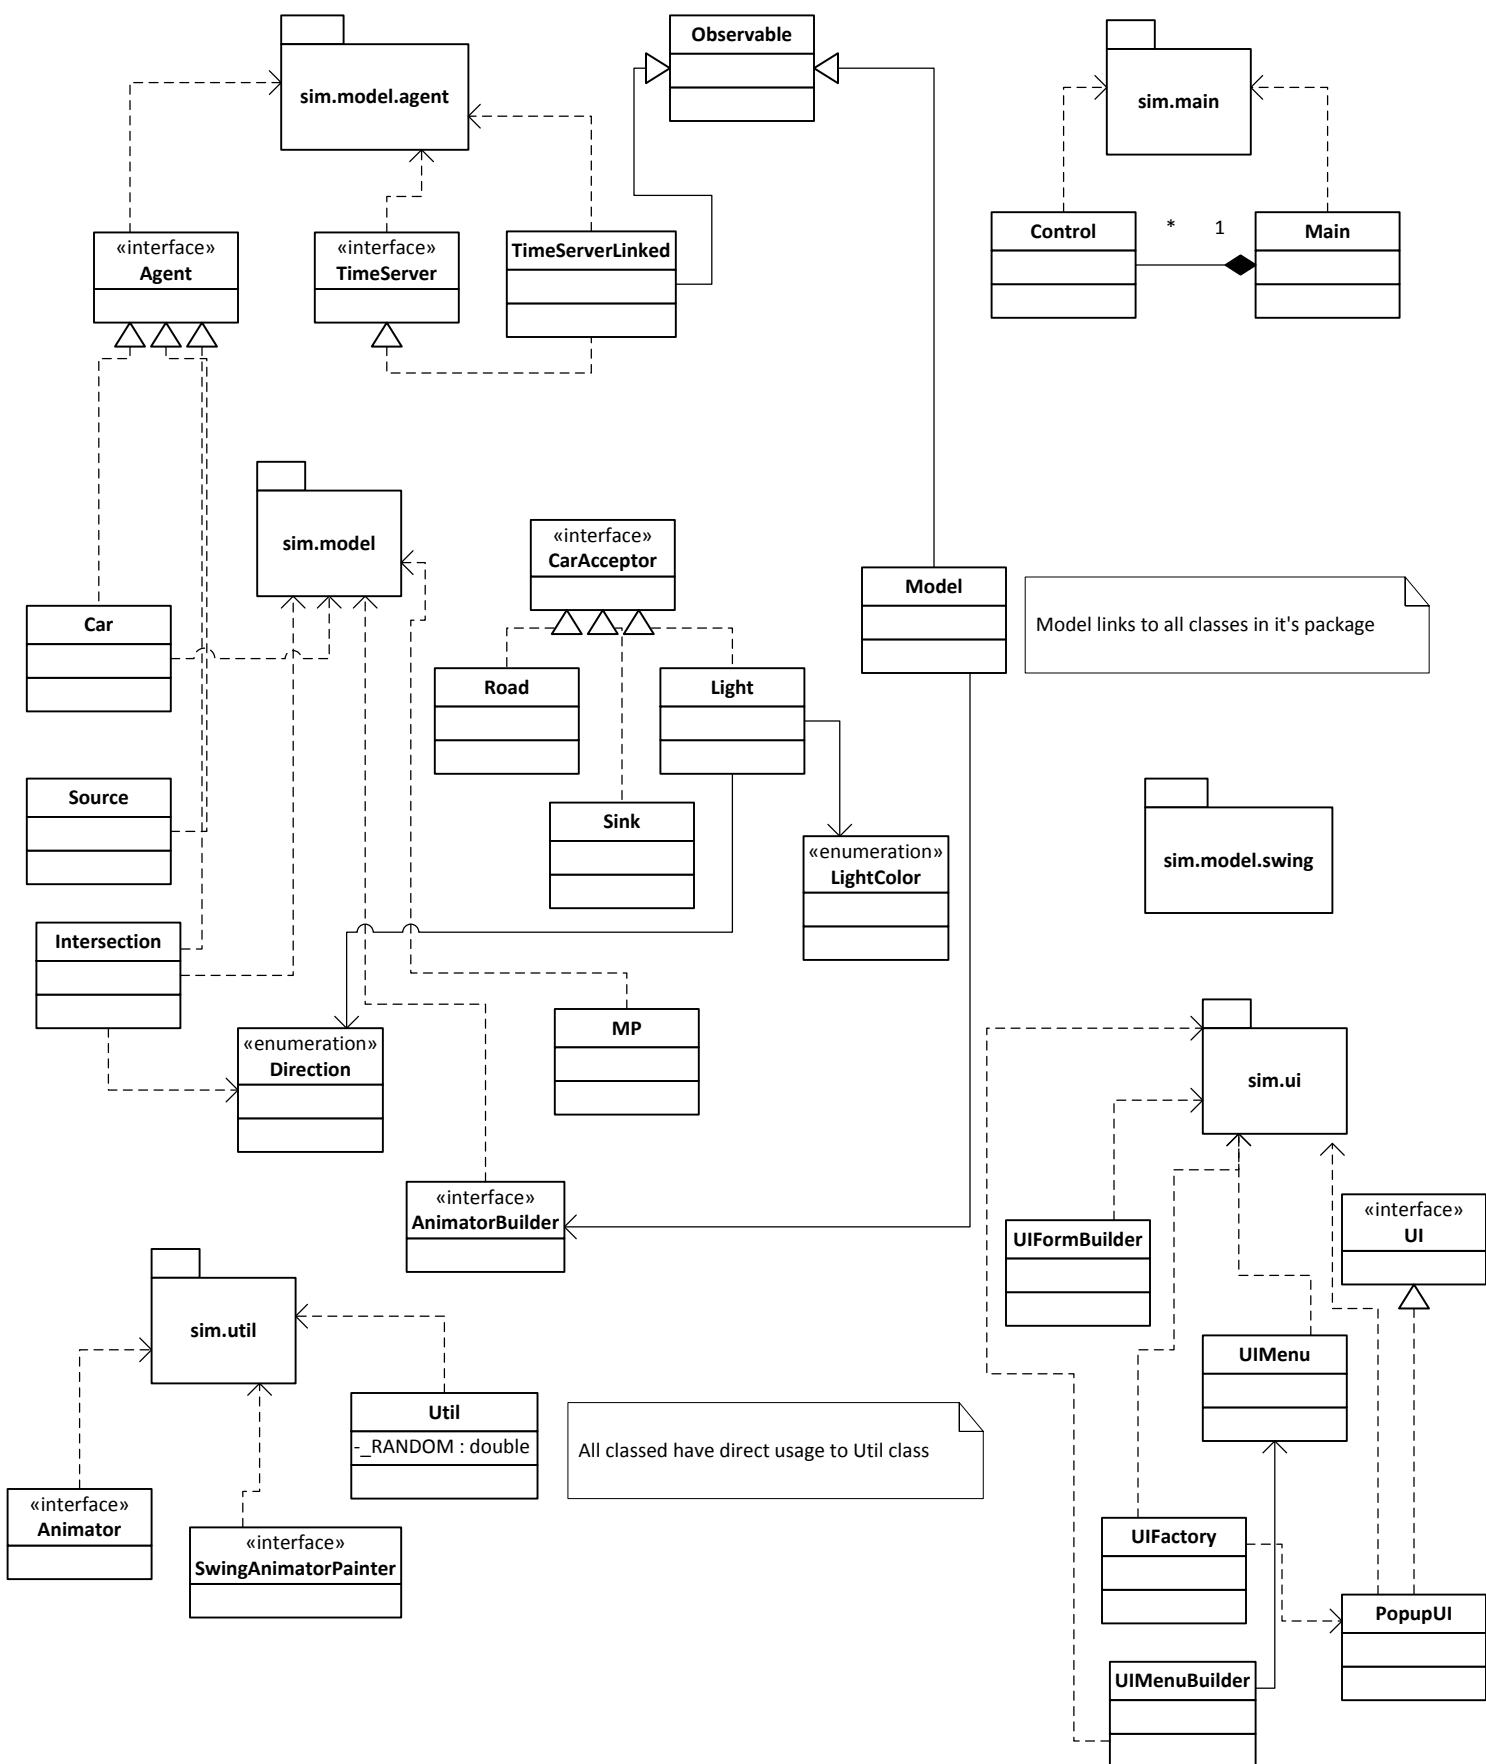 Observable
sim.model.agent
sim.main
«interface»
Agent
«interface»
TimeServer
TimeServerLinked
Control
*
1
Main
sim.model
«interface»
CarAcceptor
Model
Model links to all classes in it's package
Car
Road
Light
Source
Sink
«enumeration»
LightColor
sim.model.swing
Intersection
«enumeration»
Direction
MP
sim.ui
«interface»
AnimatorBuilder
UIFormBuilder
«interface»
UI
sim.util
UIMenu
Util
-_RANDOM : double
All classed have direct usage to Util class
«interface»
Animator
«interface»
SwingAnimatorPainter
UIFactory
PopupUI
UIMenuBuilder